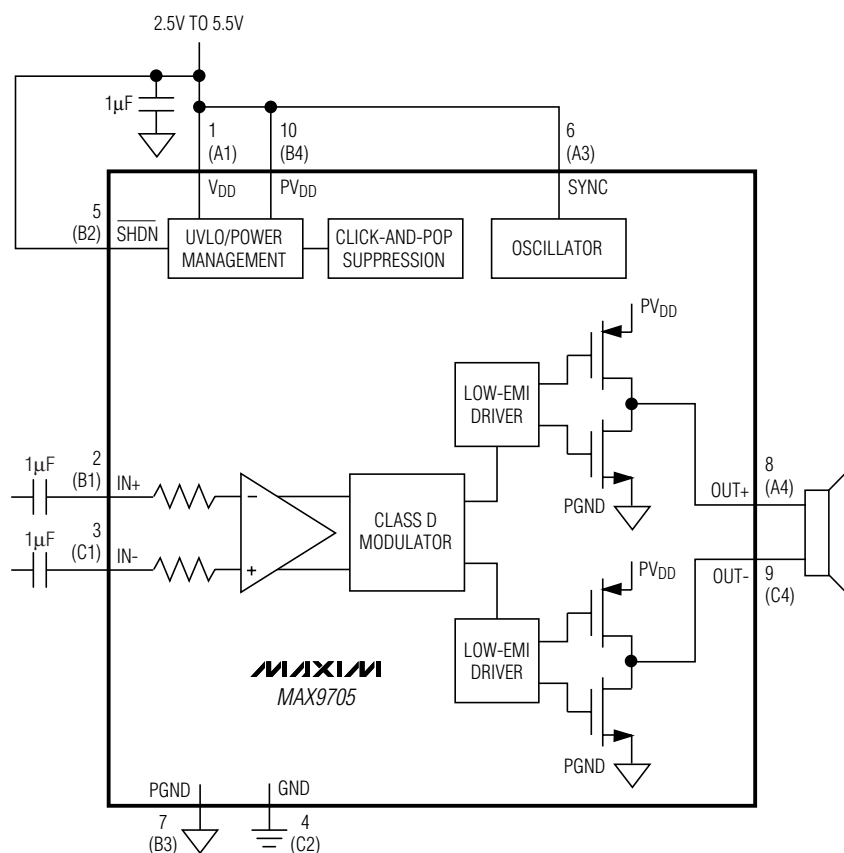 2.5V TO 5.5V
1μF
1
(A1)
10
(B4)
6
(A3)
VDD
PVDD
SYNC
5
(B2)
SHDN
UVLO/POWER
MANAGEMENT
CLICK-AND-POP
SUPPRESSION
OSCILLATOR
PVDD
LOW-EMI
DRIVER
1μF
2
(B1)
IN+
8
(A4)
OUT+
PGND
CLASS D
MODULATOR
1μF
3
(C1)
IN-
PVDD
OUT-
9
(C4)
LOW-EMI
DRIVER
MAXIM
MAX9705
PGND
PGND
GND
7
(B3)
4
(C2)